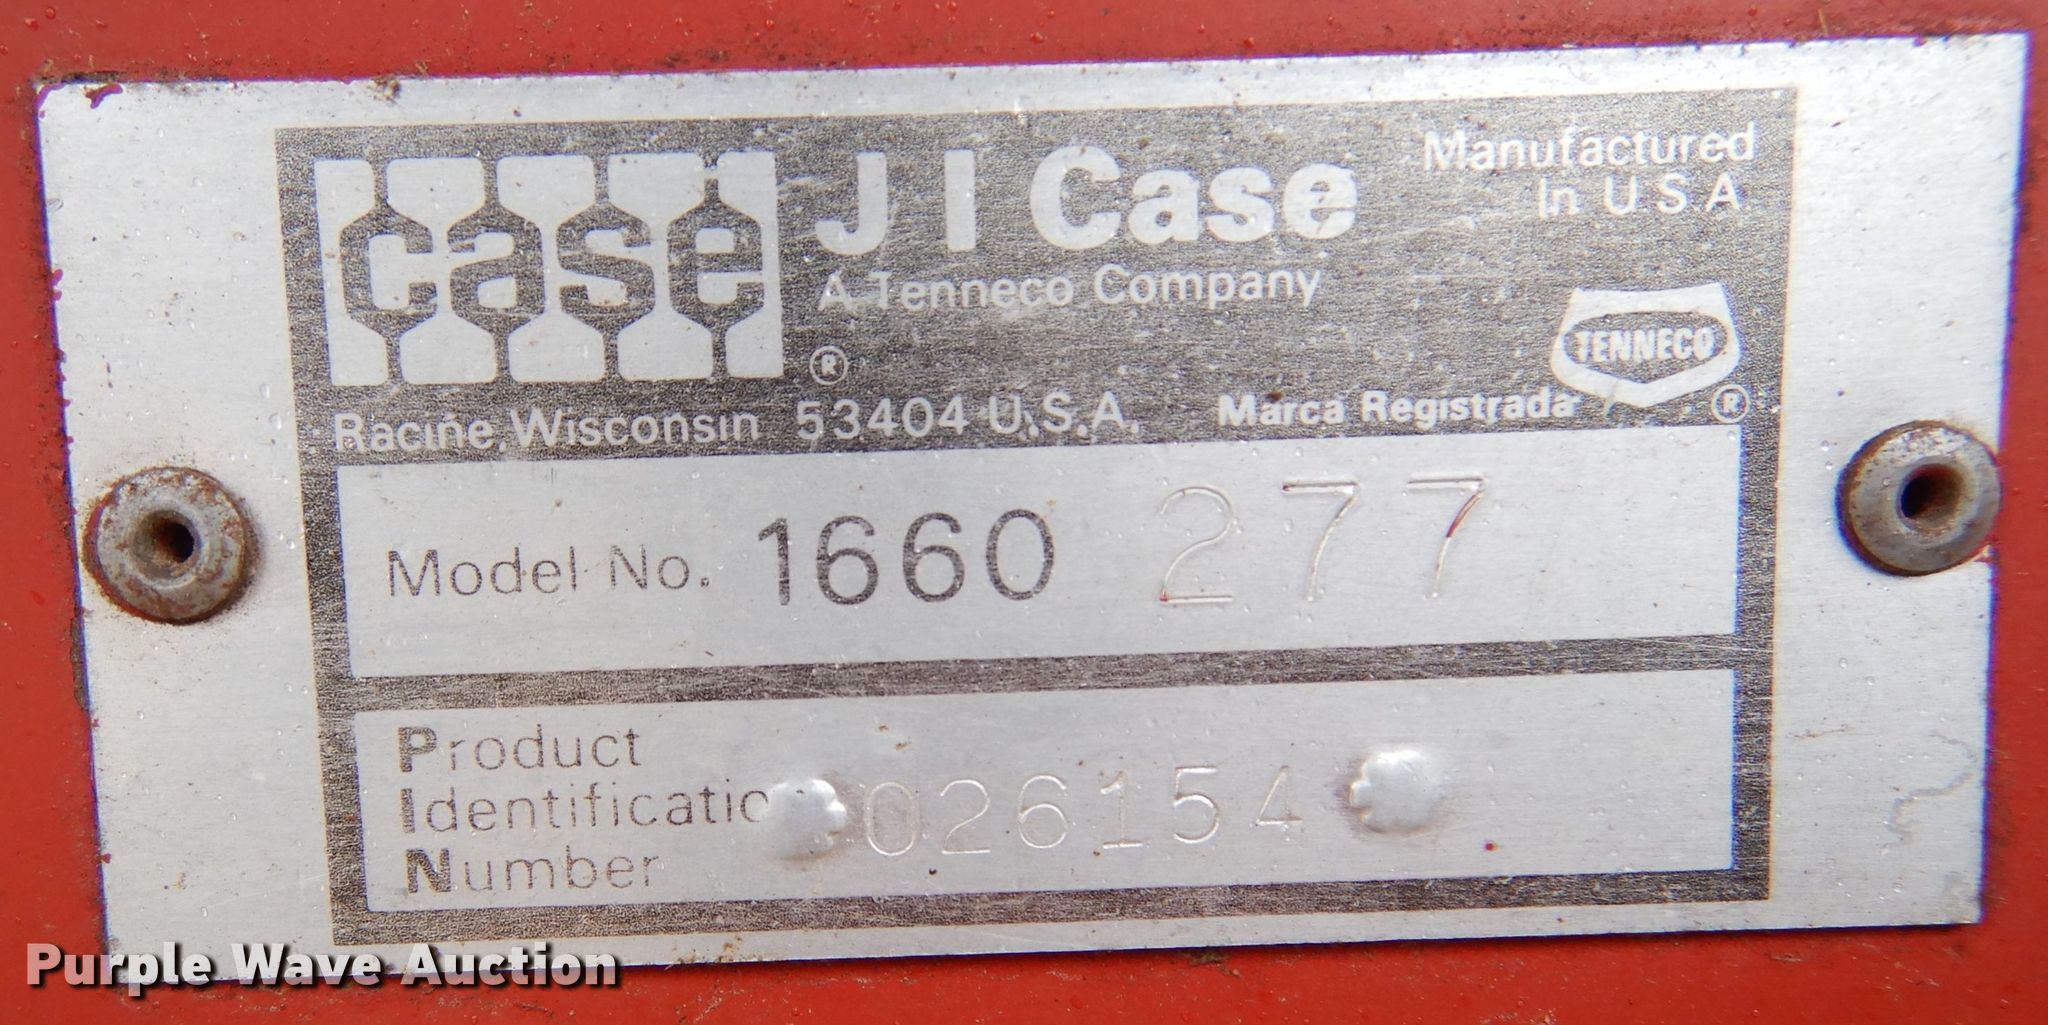 case
J I Case
A Tenneco Company
®
Manufactured
In U.S.A
TENNECO
Racine, Wisconsin 53404 U.S.A.
Marca Registrada ®
Model No. 1660 277
Product
Identification
Number
026154
Purple Wave Auction